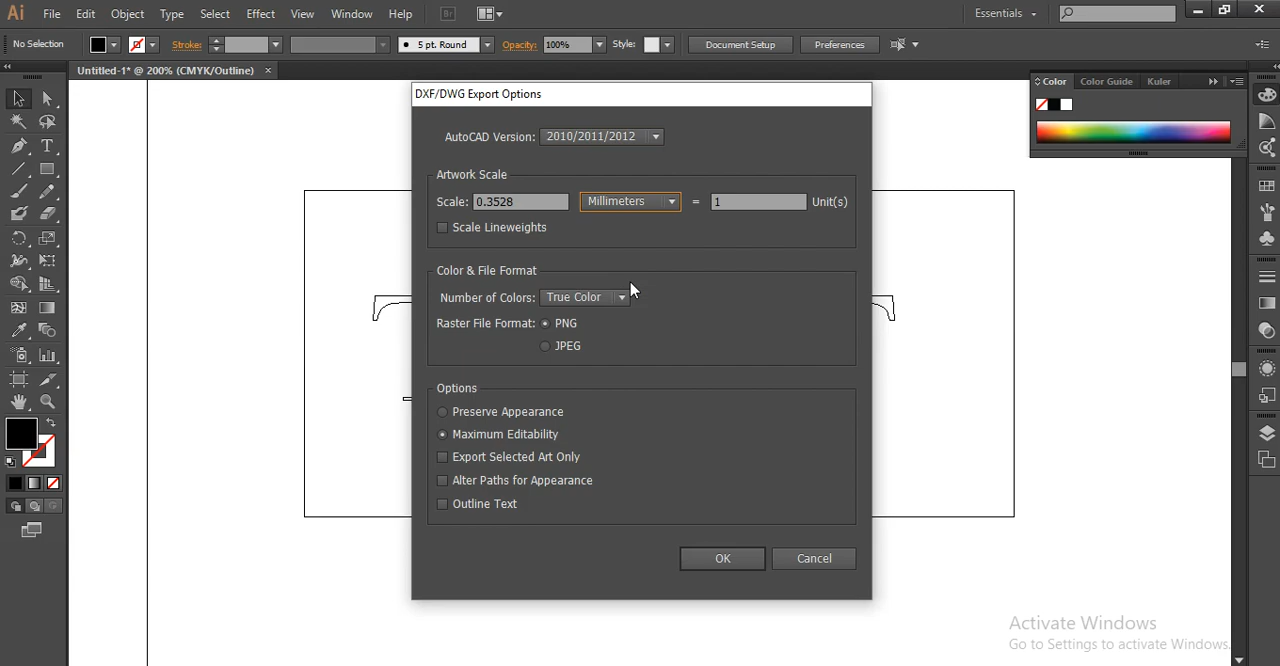 Ai File Edit Object Type Select Effect View Window Help Br Essentials
No Selection Stroke: 5 pt. Round Opacity: 100% Style: Document Setup Preferences
Untitled-1* @ 200% (CMYK/Outline) ×
Color Color Guide Kuler
DXF/DWG Export Options
AutoCAD Version: 2010/2011/2012
Artwork Scale
Scale: 0.3528 Millimeters = 1 Unit(s)
Scale Lineweights
Color & File Format
Number of Colors: True Color
Raster File Format: PNG
JPEG
Options
Preserve Appearance
Maximum Editability
Export Selected Art Only
Alter Paths for Appearance
Outline Text
OK Cancel
Activate Windows
Go to Settings to activate Windows.